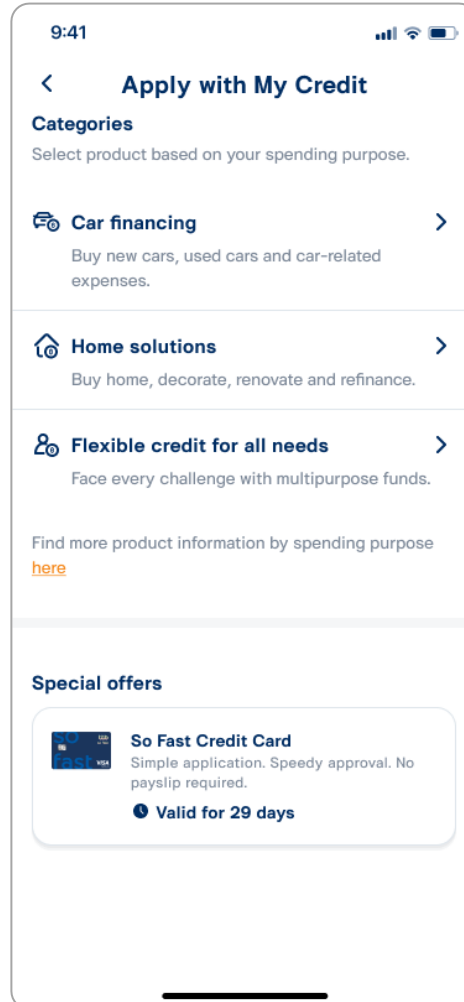 9:41
Apply with My Credit
Categories
Select product based on your spending purpose.
Car financing
Buy new cars, used cars and car-related
expenses.
Home solutions
Buy home, decorate, renovate and refinance.
Flexible credit for all needs
Face every challenge with multipurpose funds.
Find more product information by spending purpose
here
Special offers
so
fast
VISA
So Fast Credit Card
Simple application. Speedy approval. No
payslip required.
Valid for 29 days